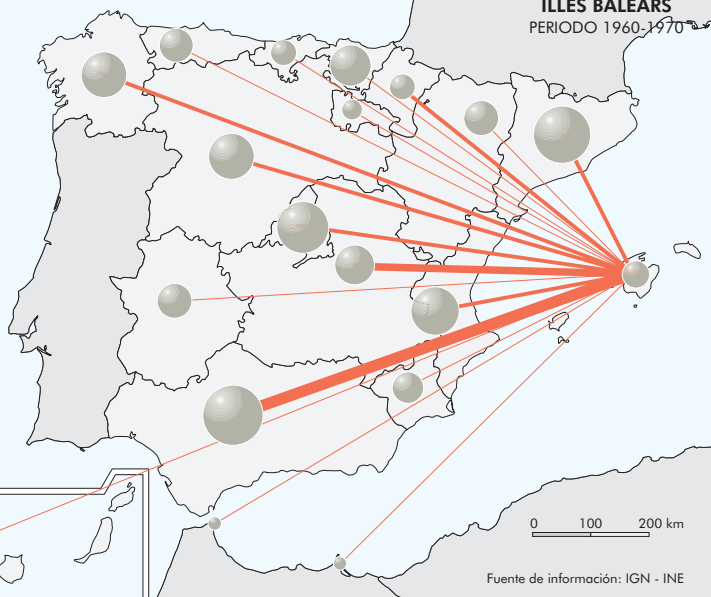 ILLES BALEARS
PERIODO 1960-1970
0 100 200 km
Fuente de información: IGN - INE